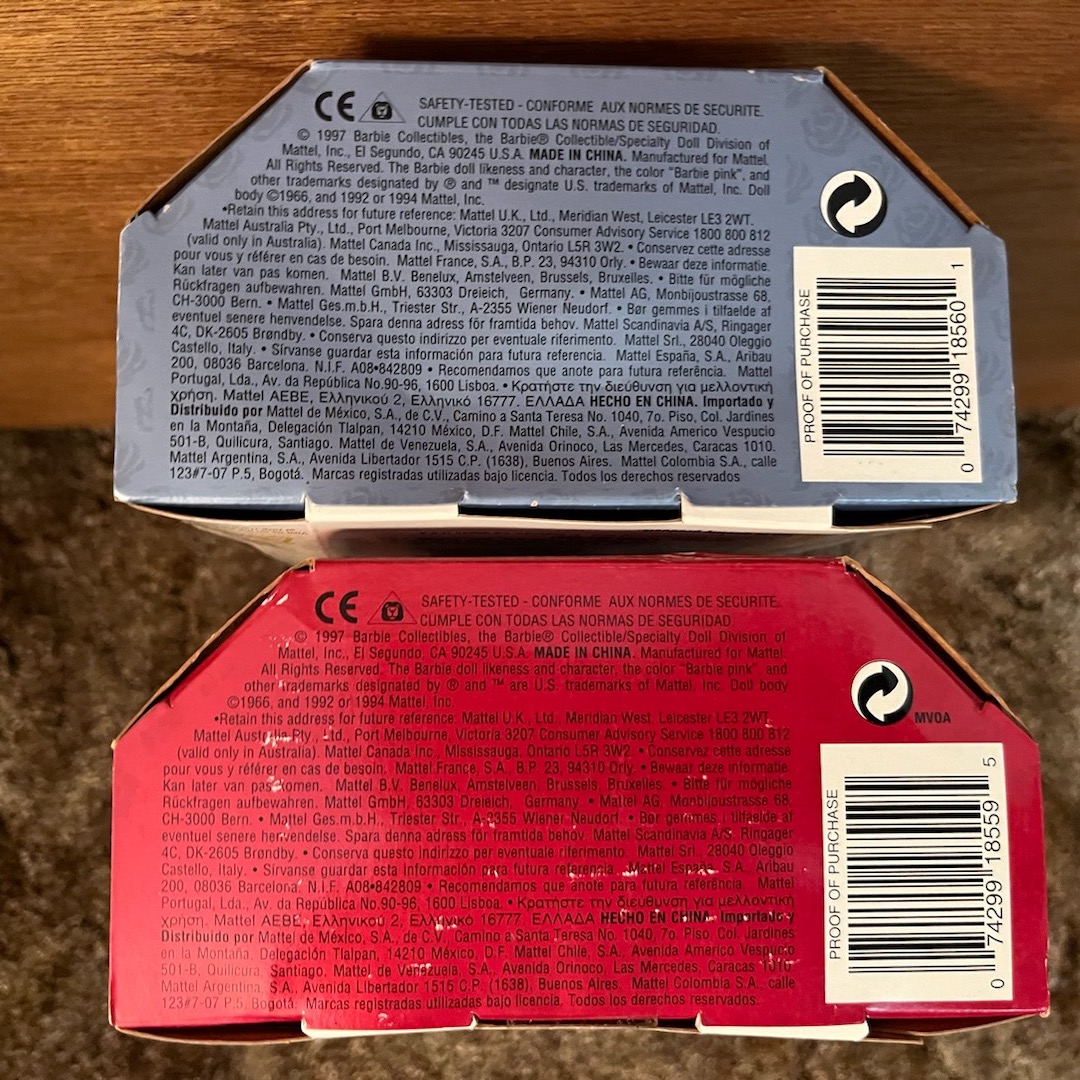 CE SAFETY-TESTED - CONFORME AUX NORMES DE SECURITE.
CUMPLE CON TODAS LAS NORMAS DE SEGURIDAD.
© 1997 Barbie Collectibles, the Barbie® Collectible/Specialty Doll Division of
Mattel, Inc., El Segundo, CA 90245 U.S.A. MADE IN CHINA. Manufactured for Mattel.
All Rights Reserved. The Barbie doll likeness and character, the color "Barbie pink", and
other trademarks designated by ® and ™ designate U.S. trademarks of Mattel, Inc. Doll
body ©1966, and 1992 or 1994 Mattel, Inc.
•Retain this address for future reference: Mattel U.K., Ltd., Meridian West, Leicester LE3 2WT.
Mattel Australia Pty., Ltd., Port Melbourne, Victoria 3207 Consumer Advisory Service 1800 800 812
(valid only in Australia). Mattel Canada Inc., Mississauga, Ontario L5R 3W2. • Conservez cette adresse
pour vous y référer en cas de besoin. Mattel France, S.A., B.P. 23, 94310 Orly. • Bewaar deze informatie.
Kan later van pas komen. Mattel B.V. Benelux, Amstelveen, Brussels, Bruxelles. • Bitte für mögliche
Rückfragen aufbewahren. Mattel GmbH, 63303 Dreieich, Germany. • Mattel AG, Monbijoustrasse 68,
CH-3000 Bern. • Mattel Ges.m.b.H., Triester Str., A-2355 Wiener Neudorf. • Bør gemmes i tilfaelde af
eventuel senere henvendelse. Spara denna adress för framtida behov. Mattel Scandinavia A/S, Ringager
4C, DK-2605 Brøndby. • Conserva questo indirizzo per eventuale riferimento. Mattel Srl., 28040 Oleggio
Castello, Italy. • Sírvanse guardar esta información para futura referencia. Mattel España, S.A., Aribau
200, 08036 Barcelona. N.I.F. A08•842809 • Recomendamos que anote para futura referência. Mattel
Portugal, Lda., Av. da República No.90-96, 1600 Lisboa. • Κρατήστε την διεύθυνση για μελλοντική
χρήση. Mattel AEBE, Ελληνικού 2, Ελληνικό 16777. ΕΛΛΑΔΑ HECHO EN CHINA. Importado y
Distribuido por Mattel de México, S.A., de C.V., Camino a Santa Teresa No. 1040, 7o. Piso, Col. Jardines
en la Montaña, Delegación Tlalpan, 14210 México, D.F. Mattel Chile, S.A., Avenida Americo Vespucio
501-B, Quilicura, Santiago. Mattel de Venezuela, S.A., Avenida Orinoco, Las Mercedes, Caracas 1010.
Mattel Argentina, S.A., Avenida Libertador 1515 C.P. (1638), Buenos Aires. Mattel Colombia S.A., calle
123#7-07 P.5, Bogotá. Marcas registradas utilizadas bajo licencia. Todos los derechos reservados
PROOF OF PURCHASE
0 74299 18560 1
CE SAFETY-TESTED - CONFORME AUX NORMES DE SECURITE.
CUMPLE CON TODAS LAS NORMAS DE SEGURIDAD.
© 1997 Barbie Collectibles, the Barbie® Collectible/Specialty Doll Division of
Mattel, Inc., El Segundo, CA 90245 U.S.A. MADE IN CHINA. Manufactured for Mattel.
All Rights Reserved. The Barbie doll likeness and character, the color "Barbie pink", and
other trademarks designated by ® and ™ are U.S. trademarks of Mattel, Inc. Doll body
©1966, and 1992 or 1994 Mattel, Inc.
•Retain this address for future reference: Mattel U.K., Ltd., Meridian West, Leicester LE3 2WT.
Mattel Australia Pty., Ltd., Port Melbourne, Victoria 3207 Consumer Advisory Service 1800 800 812
(valid only in Australia). Mattel Canada Inc., Mississauga, Ontario L5R 3W2. • Conservez cette adresse
pour vous y référer en cas de besoin. Mattel France, S.A. B.P. 23, 94310 Orly. • Bewaar deze informatie.
Kan later van pas komen. Mattel B.V. Benelux, Amstelveen, Brussels, Bruxelles. • Bitte für mögliche
Rückfragen aufbewahren. Mattel GmbH, 63303 Dreieich, Germany. • Mattel AG, Monbijoustrasse 68,
CH-3000 Bern. • Mattel Ges.m.b.H., Triester Str., A-2355 Wiener Neudorf. • Bør gemmes i tilfaelde af
eventuel senere henvendelse. Spara denna adress för framtida behov. Mattel Scandinavia A/S, Ringager
4C, DK-2605 Brøndby. • Conserva questo indirizzo per eventuale riferimento. Mattel Srl., 28040 Oleggio
Castello, Italy. • Sírvanse guardar esta información para futura referencia. Mattel España, S.A., Aribau
200, 08036 Barcelona. N.I.F. A08•842809 • Recomendamos que anote para futura referência. Mattel
Portugal, Lda., Av. da República No.90-96, 1600 Lisboa. • Κρατήστε την διεύθυνση για μελλοντική
χρήση. Mattel AEBE, Ελληνικού 2, Ελληνικό 16777. ΕΛΛΑΔΑ HECHO EN CHINA. Importado y
Distribuido por Mattel de México, S.A., de C.V., Camino a Santa Teresa No. 1040, 7o. Piso, Col. Jardines
en la Montaña, Delegación Tlalpan, 14210 México, D.F. Mattel Chile, S.A., Avenida Américo Vespucio
501-B, Quilicura, Santiago. Mattel de Venezuela, S.A., Avenida Orinoco, Las Mercedes, Caracas 1010.
Mattel Argentina, S.A., Avenida Libertador 1515 C.P. (1638), Buenos Aires. Mattel Colombia S.A., calle
123#7-07 P.5, Bogotá. Marcas registradas utilizadas bajo licencia. Todos los derechos reservados.
MVOA
PROOF OF PURCHASE
0 74299 18559 5